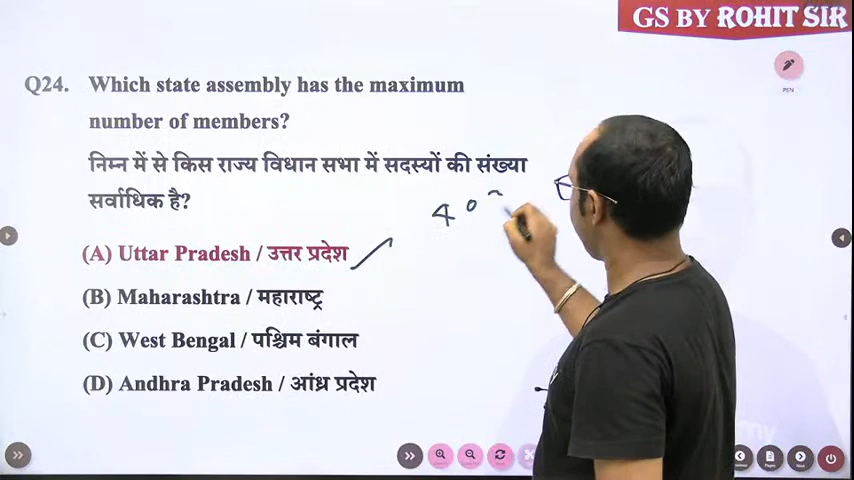 GS BY ROHIT SIR
PEN
Q24. Which state assembly has the maximum
number of members?
निम्न में से किस राज्य विधान सभा में सदस्यों की संख्या
सर्वाधिक है?
40
(A) Uttar Pradesh / उत्तर प्रदेश
(B) Maharashtra / महाराष्ट्र
(C) West Bengal / पश्चिम बंगाल
(D) Andhra Pradesh / आंध्र प्रदेश